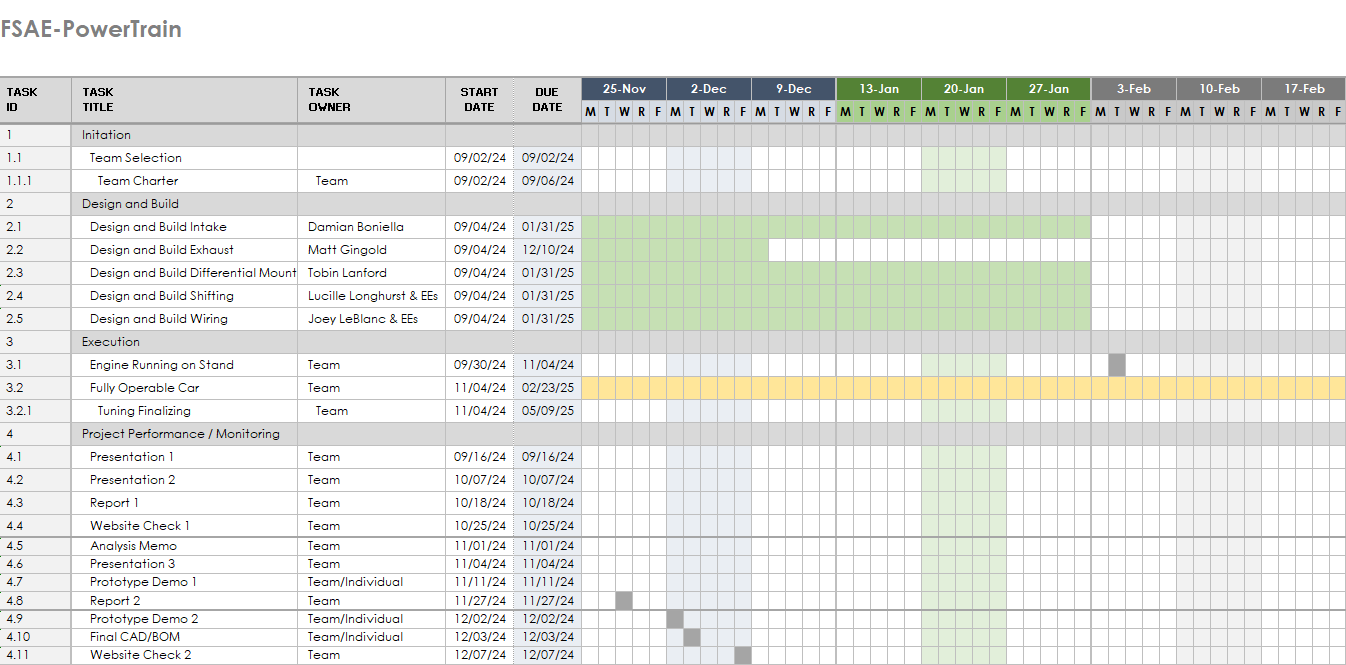 FSAE-PowerTrain
TASK ID TASK TITLE TASK OWNER START DATE DUE DATE 25-Nov 2-Dec 9-Dec 13-Jan 20-Jan 27-Jan 3-Feb 10-Feb 17-Feb
M T W R F M T W R F M T W R F M T W R F M T W R F M T W R F M T W R F M T W R F M T W R F
1 Initation
1.1 Team Selection 09/02/24 09/02/24
1.1.1 Team Charter Team 09/02/24 09/06/24
2 Design and Build
2.1 Design and Build Intake Damian Boniella 09/04/24 01/31/25
2.2 Design and Build Exhaust Matt Gingold 09/04/24 12/10/24
2.3 Design and Build Differential Mount Tobin Lanford 09/04/24 01/31/25
2.4 Design and Build Shifting Lucille Longhurst & EEs 09/04/24 01/31/25
2.5 Design and Build Wiring Joey LeBlanc & EEs 09/04/24 01/31/25
3 Execution
3.1 Engine Running on Stand Team 09/30/24 11/04/24
3.2 Fully Operable Car Team 11/04/24 02/23/25
3.2.1 Tuning Finalizing Team 11/04/24 05/09/25
4 Project Performance / Monitoring
4.1 Presentation 1 Team 09/16/24 09/16/24
4.2 Presentation 2 Team 10/07/24 10/07/24
4.3 Report 1 Team 10/18/24 10/18/24
4.4 Website Check 1 Team 10/25/24 10/25/24
4.5 Analysis Memo Team 11/01/24 11/01/24
4.6 Presentation 3 Team 11/04/24 11/04/24
4.7 Prototype Demo 1 Team/Individual 11/11/24 11/11/24
4.8 Report 2 Team 11/27/24 11/27/24
4.9 Prototype Demo 2 Team/Individual 12/02/24 12/02/24
4.10 Final CAD/BOM Team/Individual 12/03/24 12/03/24
4.11 Website Check 2 Team 12/07/24 12/07/24